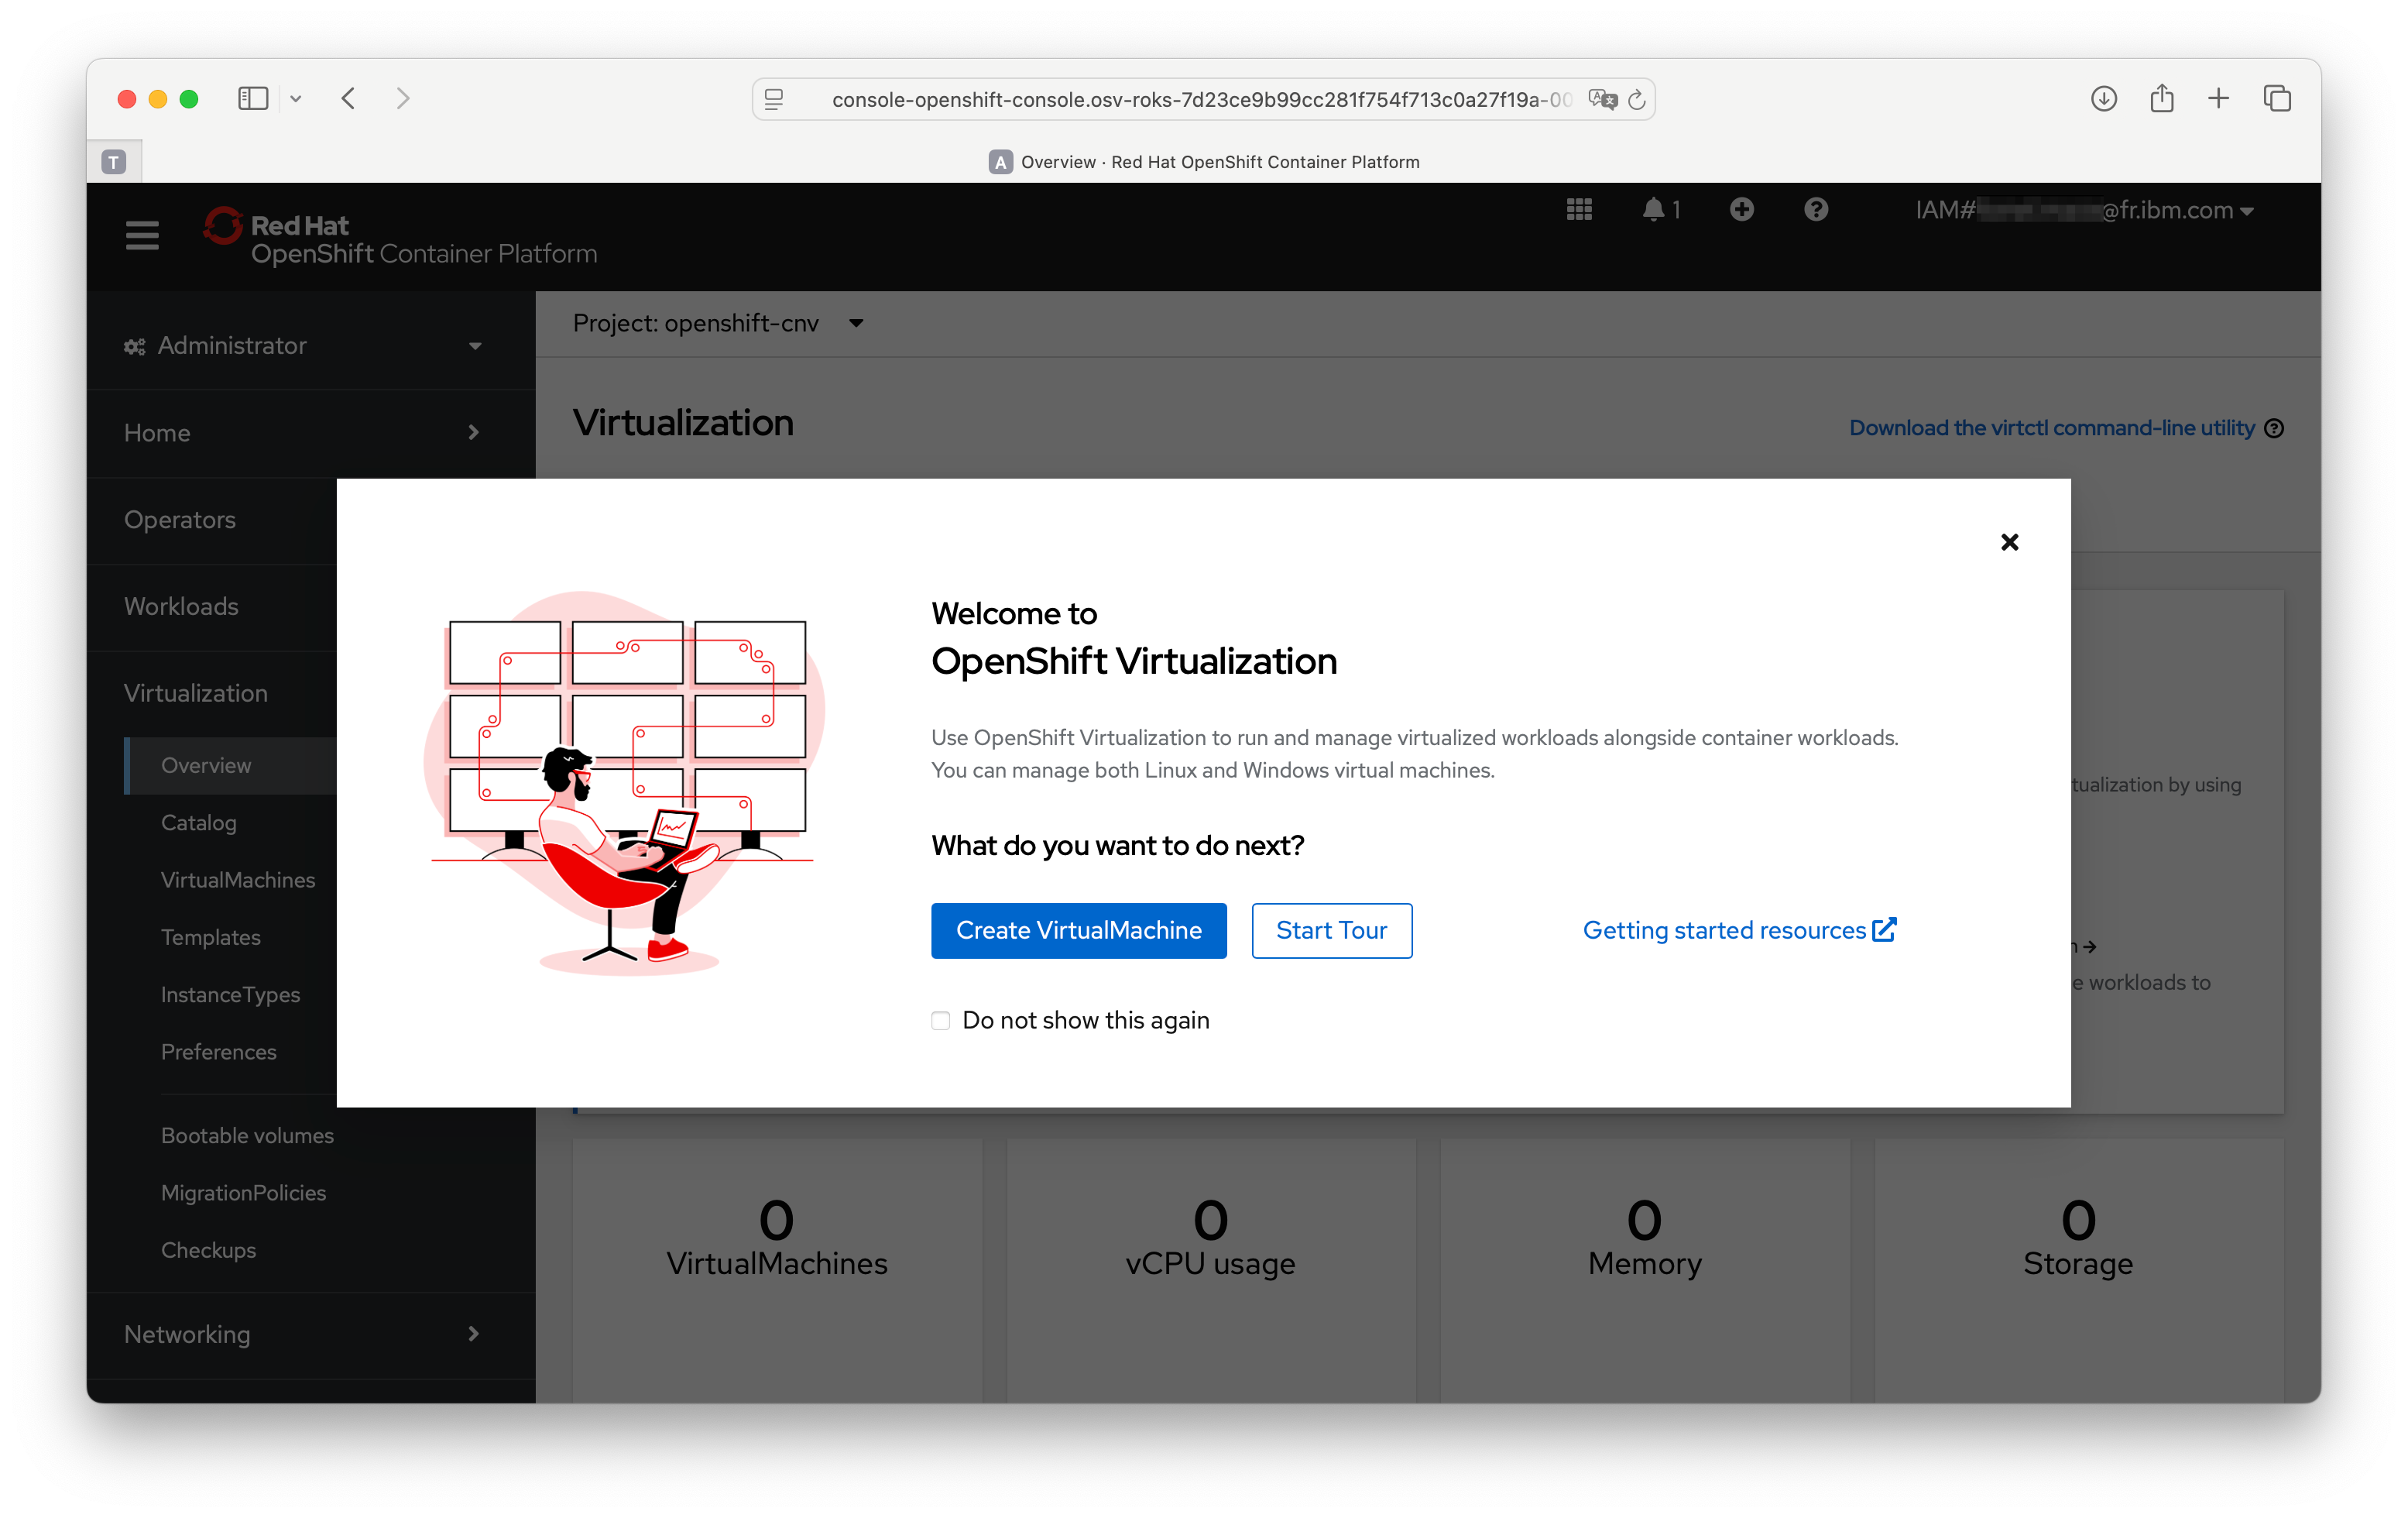 console-openshift-console.osv-roks-7d23ce9b99cc281f754f713c0a27f19a-00
T
A Overview · Red Hat OpenShift Container Platform
Red Hat
OpenShift Container Platform
1
IAM# @fr.ibm.com
Administrator
Project: openshift-cnv
Home
Virtualization
Download the virtctl command-line utility
Operators
Workloads
Virtualization
Overview
Catalog
VirtualMachines
Templates
InstanceTypes
Preferences
Bootable volumes
MigrationPolicies
Checkups
Networking
Welcome to
OpenShift Virtualization
Use OpenShift Virtualization to run and manage virtualized workloads alongside container workloads.
You can manage both Linux and Windows virtual machines.
What do you want to do next?
Create VirtualMachine
Start Tour
Getting started resources
Do not show this again
tualization by using
e workloads to
0
VirtualMachines
0
vCPU usage
0
Memory
0
Storage